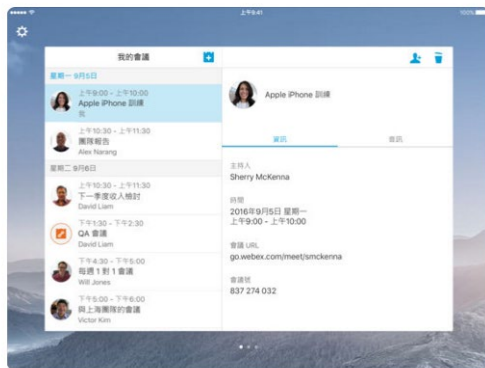 上午9:41
100%
我的會議
星期一 9月5日
上午9:00 - 上午10:00
Apple iPhone 訓練
我
上午10:30 - 上午11:30
團隊報告
Alex Narang
星期二 9月6日
上午10:30 - 上午11:30
下一季度收入檢討
David Liam
下午1:30 - 下午2:30
QA 會議
David Liam
下午4:30 - 下午5:00
每週 1 對 1 會議
Will Jones
下午5:00 - 下午6:00
與上海團隊的會議
Victor Kim
Apple iPhone 訓練
資訊
音訊
主持人
Sherry McKenna
時間
2016年9月5日 星期一
上午9:00 - 上午10:00
會議 URL
go.webex.com/meet/smckenna
會議號
837 274 032